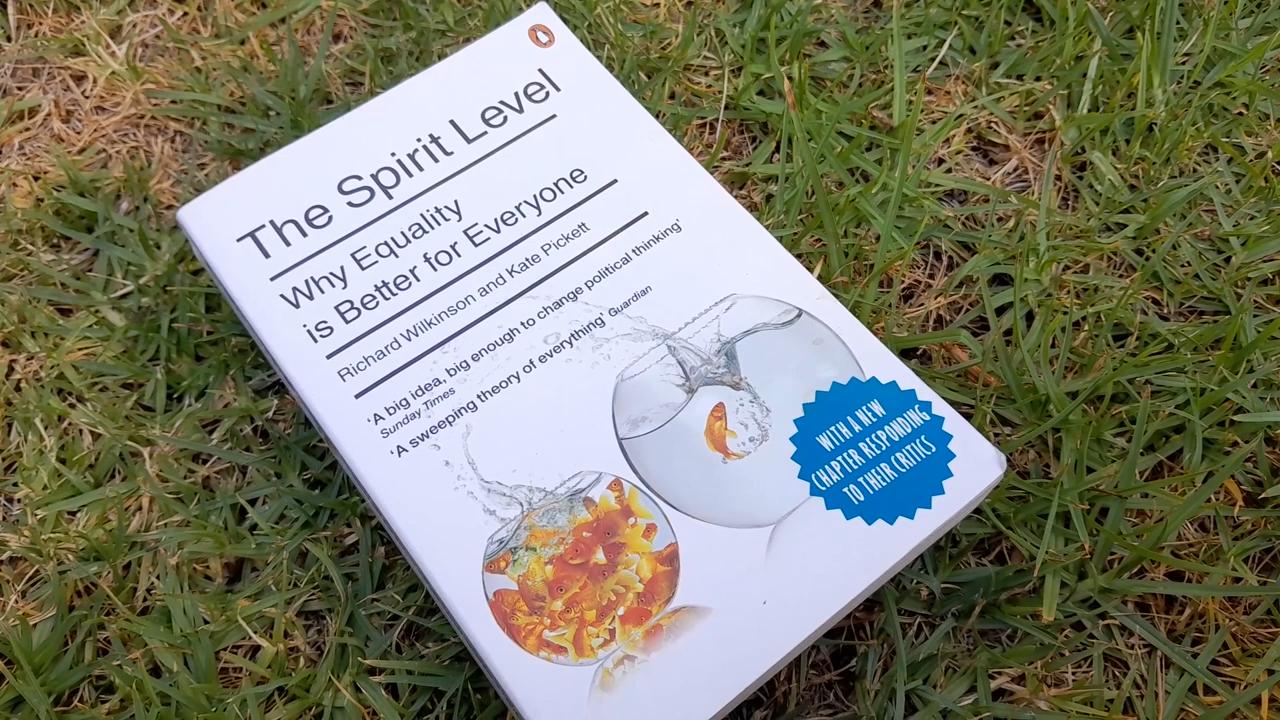 The Spirit Level
Why Equality
is Better for Everyone
Richard Wilkinson and Kate Pickett
‘A big idea, big enough to change political thinking’
Sunday Times
‘A sweeping theory of everything’ Guardian
WITH A NEW
CHAPTER RESPONDING
TO THEIR CRITICS